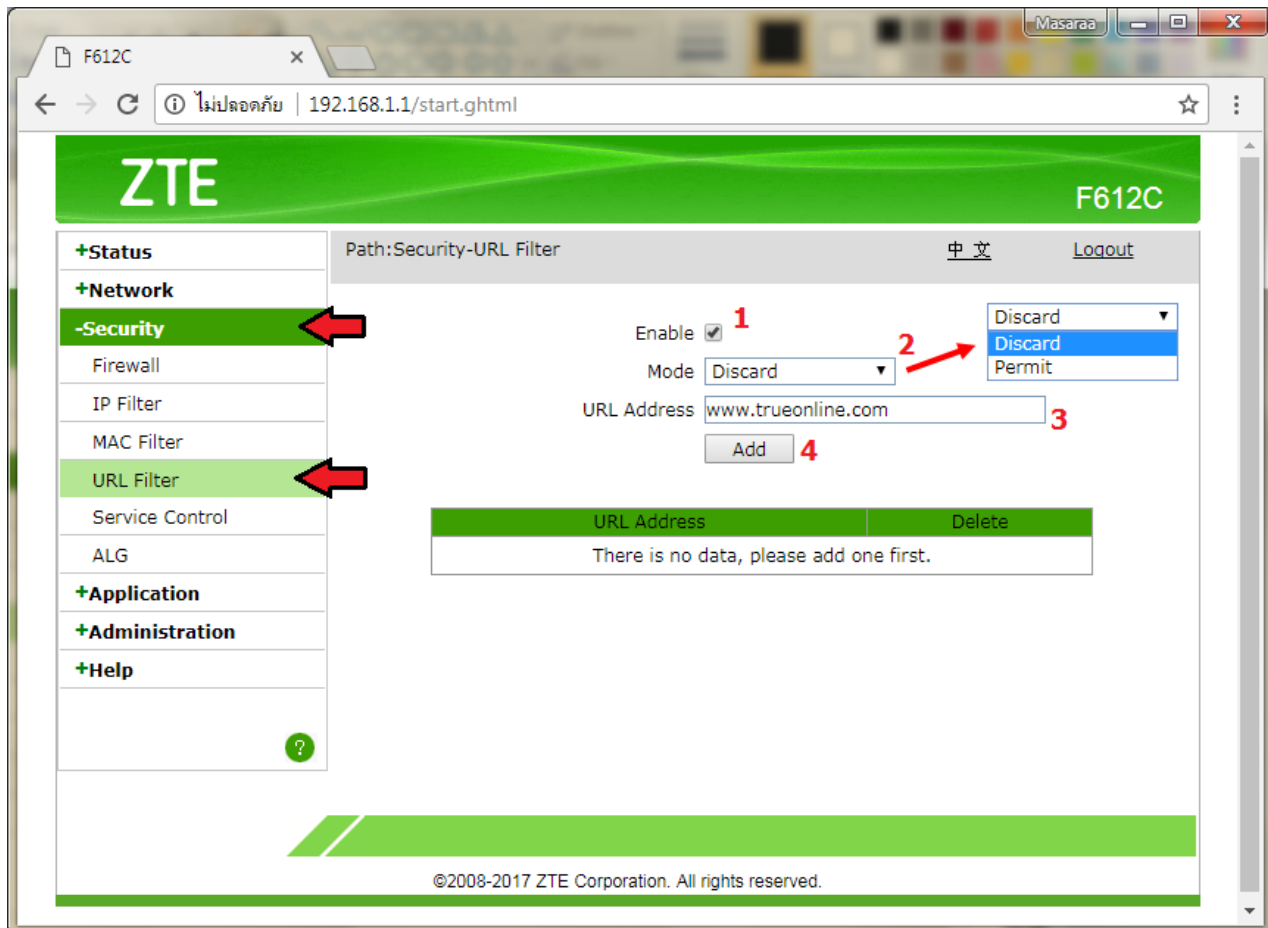 Masaraa
F612C
ไม่ปลอดภัย | 192.168.1.1/start.ghtml
ZTE
F612C
+Status
+Network
-Security
Firewall
IP Filter
MAC Filter
URL Filter
Service Control
ALG
+Application
+Administration
+Help
?
Path:Security-URL Filter 中文 Logout
Enable 1
Mode Discard 2
Discard
Discard
Permit
URL Address www.trueonline.com 3
Add 4
URL Address Delete
There is no data, please add one first.
©2008-2017 ZTE Corporation. All rights reserved.